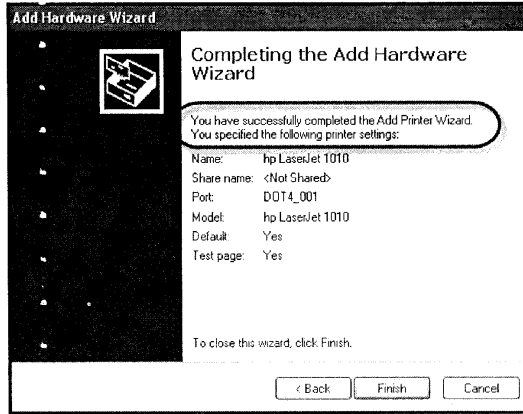 Add Hardware Wizard
Completing the Add Hardware
Wizard
You have successfully completed the Add Printer Wizard.
You specified the following printer settings:
Name: hp LaserJet 1010
Share name: <Not Shared>
Port: DOT4_001
Model: hp LaserJet 1010
Default: Yes
Test page: Yes
To close this wizard, click Finish.
< Back Finish Cancel